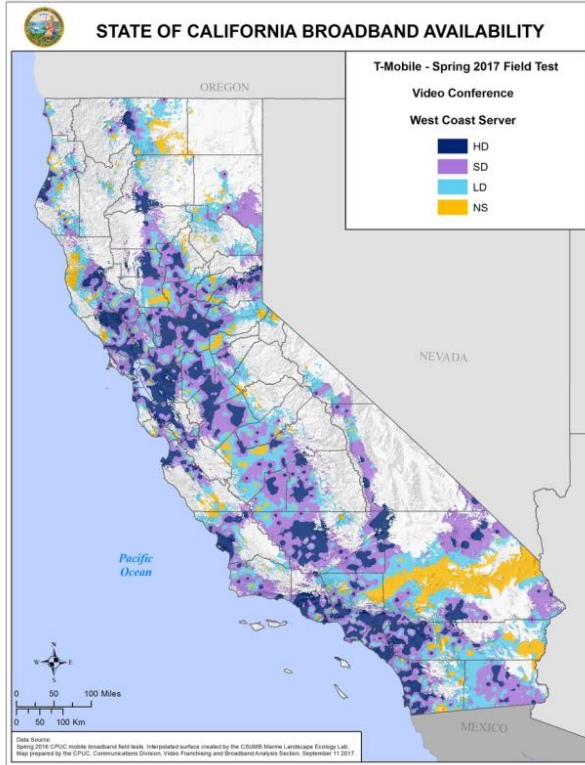 STATE OF CALIFORNIA BROADBAND AVAILABILITY
OREGON
T-Mobile - Spring 2017 Field Test
Video Conference
West Coast Server
HD
SD
LD
NS
NEVADA
Pacific
Ocean
N
W E
S
0 50 100 Miles
0 50 100 Km
MEXICO
Data Source:
Spring 2016 CPUC mobile broadband field tests. Interpolated surface created by the CSUMB Marine Landscape Ecology Lab.
Map prepared by the CPUC, Communications Division, Video Franchising and Broadband Analysis Section, September 11 2017.